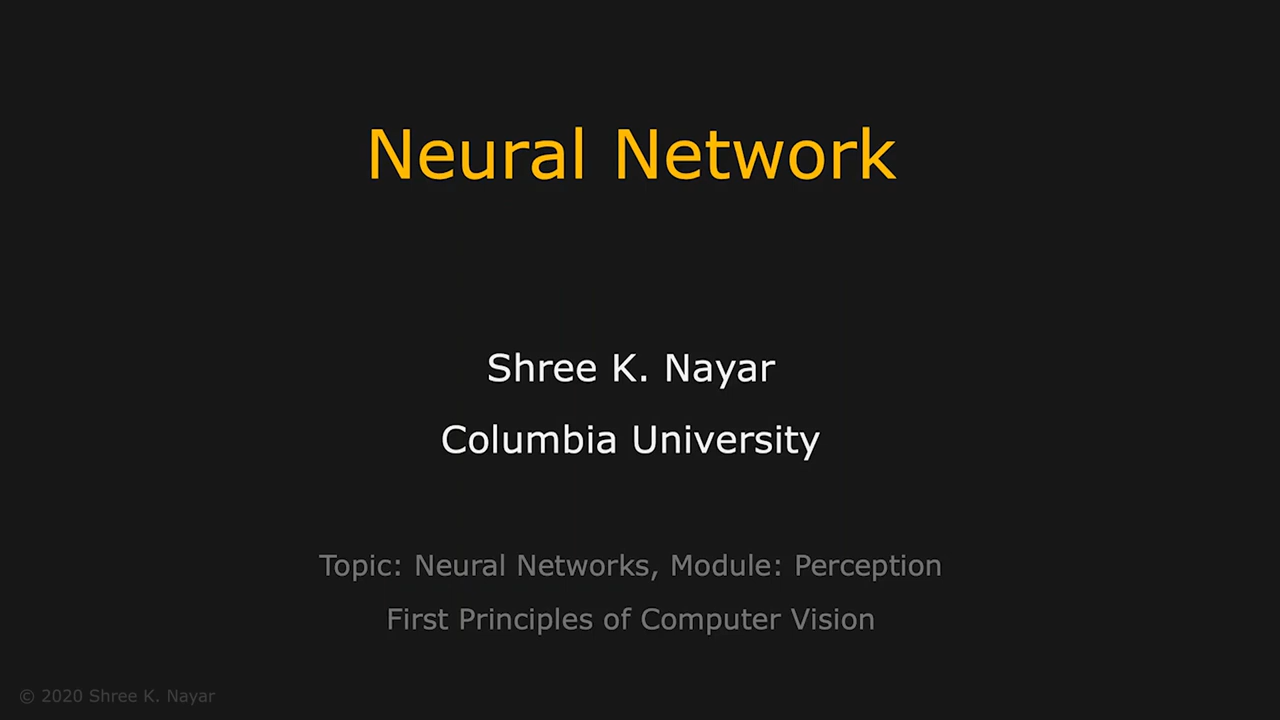 Neural Network
Shree K. Nayar
Columbia University
Topic: Neural Networks, Module: Perception
First Principles of Computer Vision
© 2020 Shree K. Nayar